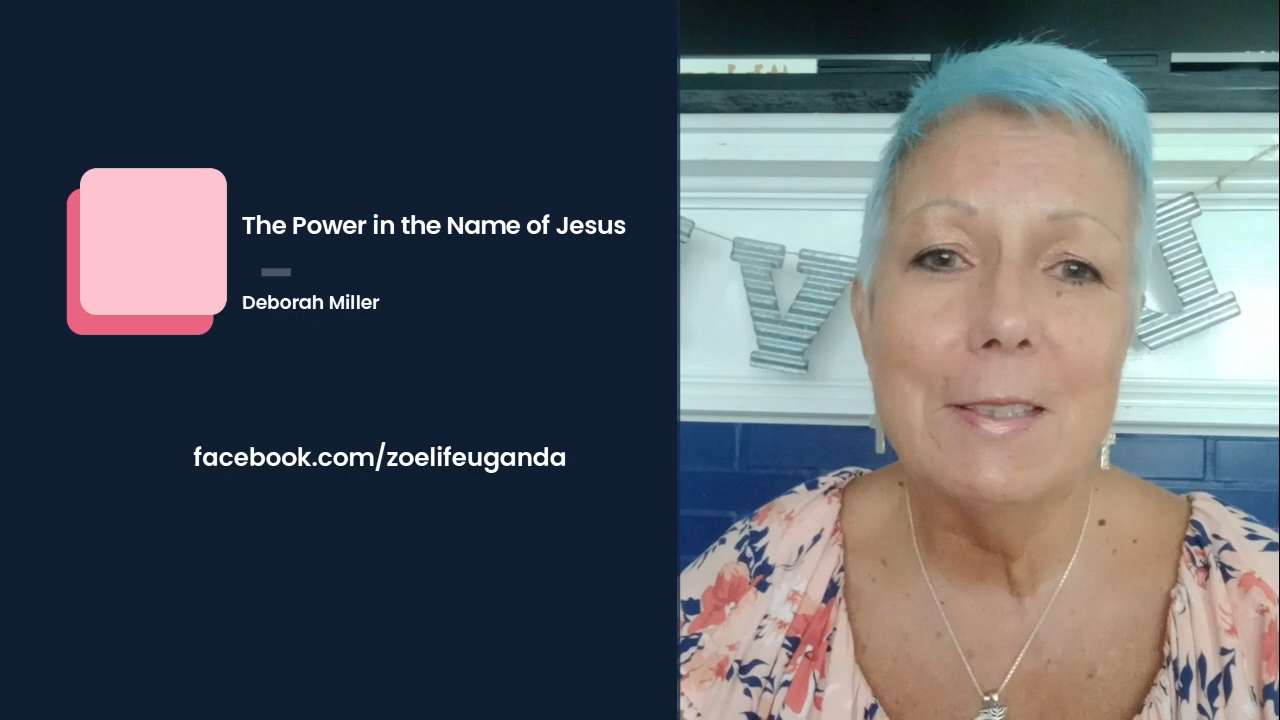 The Power in the Name of Jesus
Deborah Miller
facebook.com/zoelifeuganda